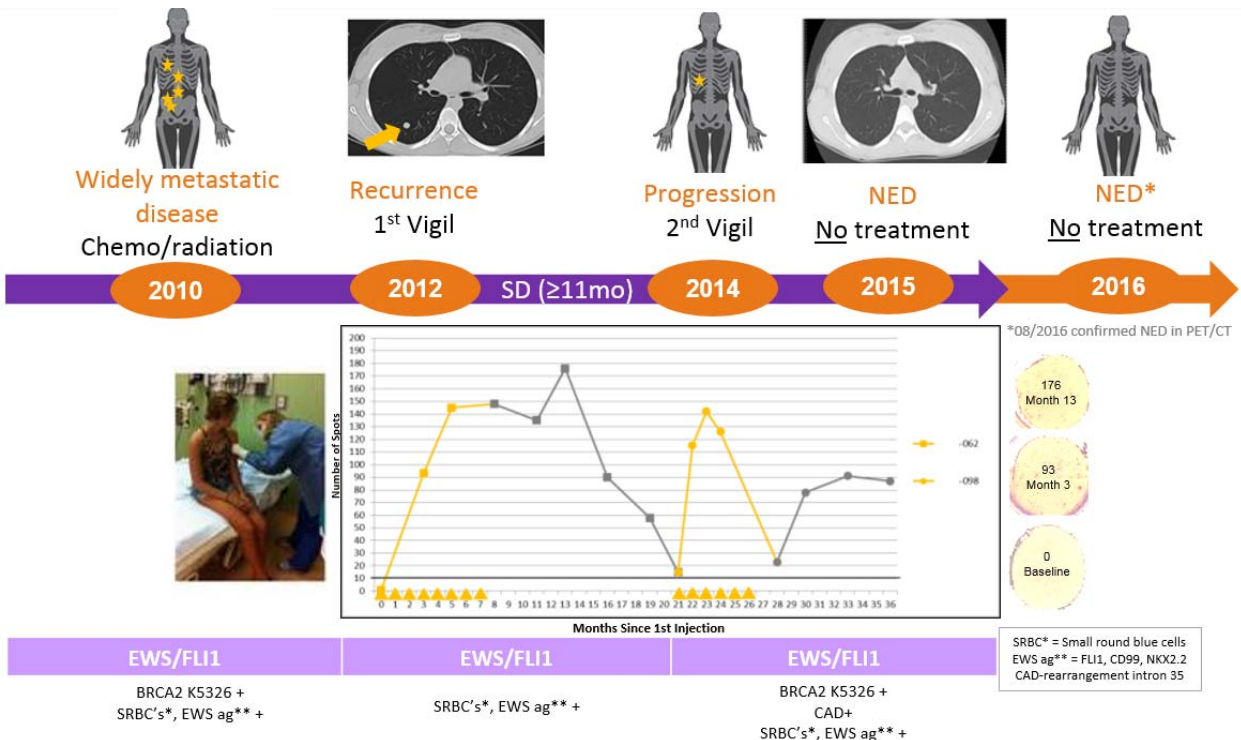 Widely metastatic
disease
Chemo/radiation
Recurrence
1st Vigil
Progression
2nd Vigil
NED
No treatment
NED*
No treatment
2010
2012
SD (≥11mo)
2014
2015
2016
*08/2016 confirmed NED in PET/CT
Number of Spots
200
190
180
170
160
150
140
130
120
110
100
90
80
70
60
50
40
30
20
10
0
0 1 2 3 4 5 6 7 8 9 10 11 12 13 14 15 16 17 18 19 20 21 22 23 24 25 26 27 28 29 30 31 32 33 34 35 36
Months Since 1st Injection
-062
-098
176
Month 13
93
Month 3
0
Baseline
EWS/FLI1
EWS/FLI1
EWS/FLI1
BRCA2 K5326 +
SRBC's*, EWS ag** +
SRBC's*, EWS ag** +
BRCA2 K5326 +
CAD+
SRBC's*, EWS ag** +
SRBC* = Small round blue cells
EWS ag** = FLI1, CD99, NKX2.2
CAD-rearrangement intron 35